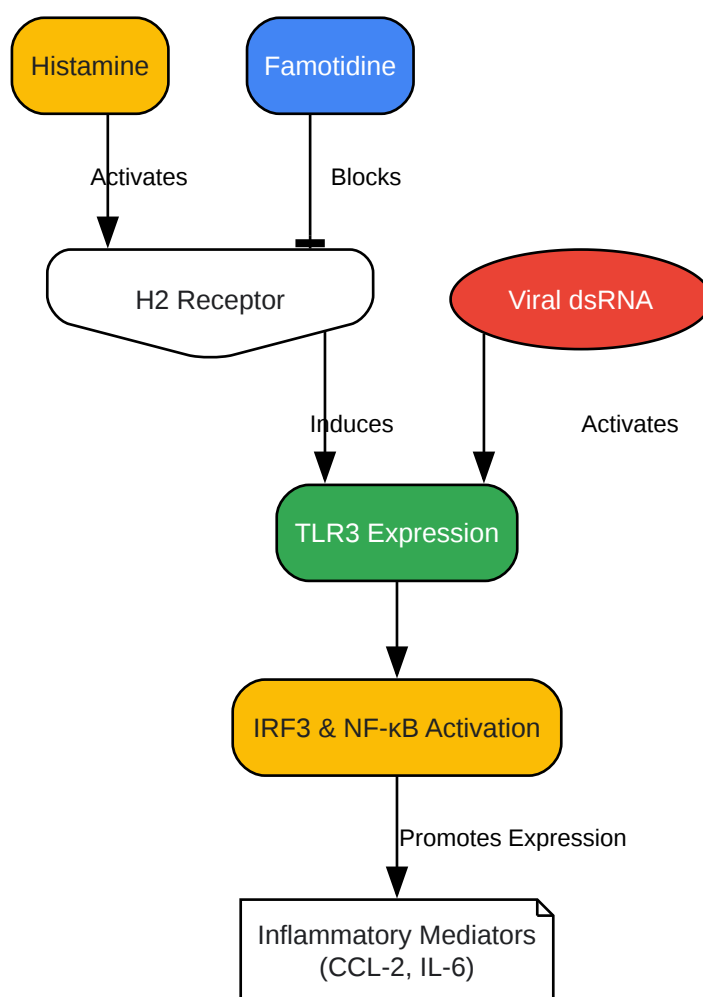 Histamine
Famotidine
Activates
Blocks
H2 Receptor
Viral dsRNA
Induces
Activates
TLR3 Expression
IRF3 & NF-κB Activation
Promotes Expression
Inflammatory Mediators
(CCL-2, IL-6)